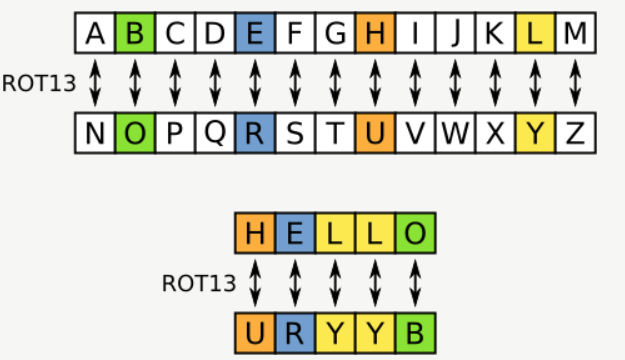 A B C D E F G H I J K L M
ROT13
N O P Q R S T U V W X Y Z
H E L L O
ROT13
U R Y Y B